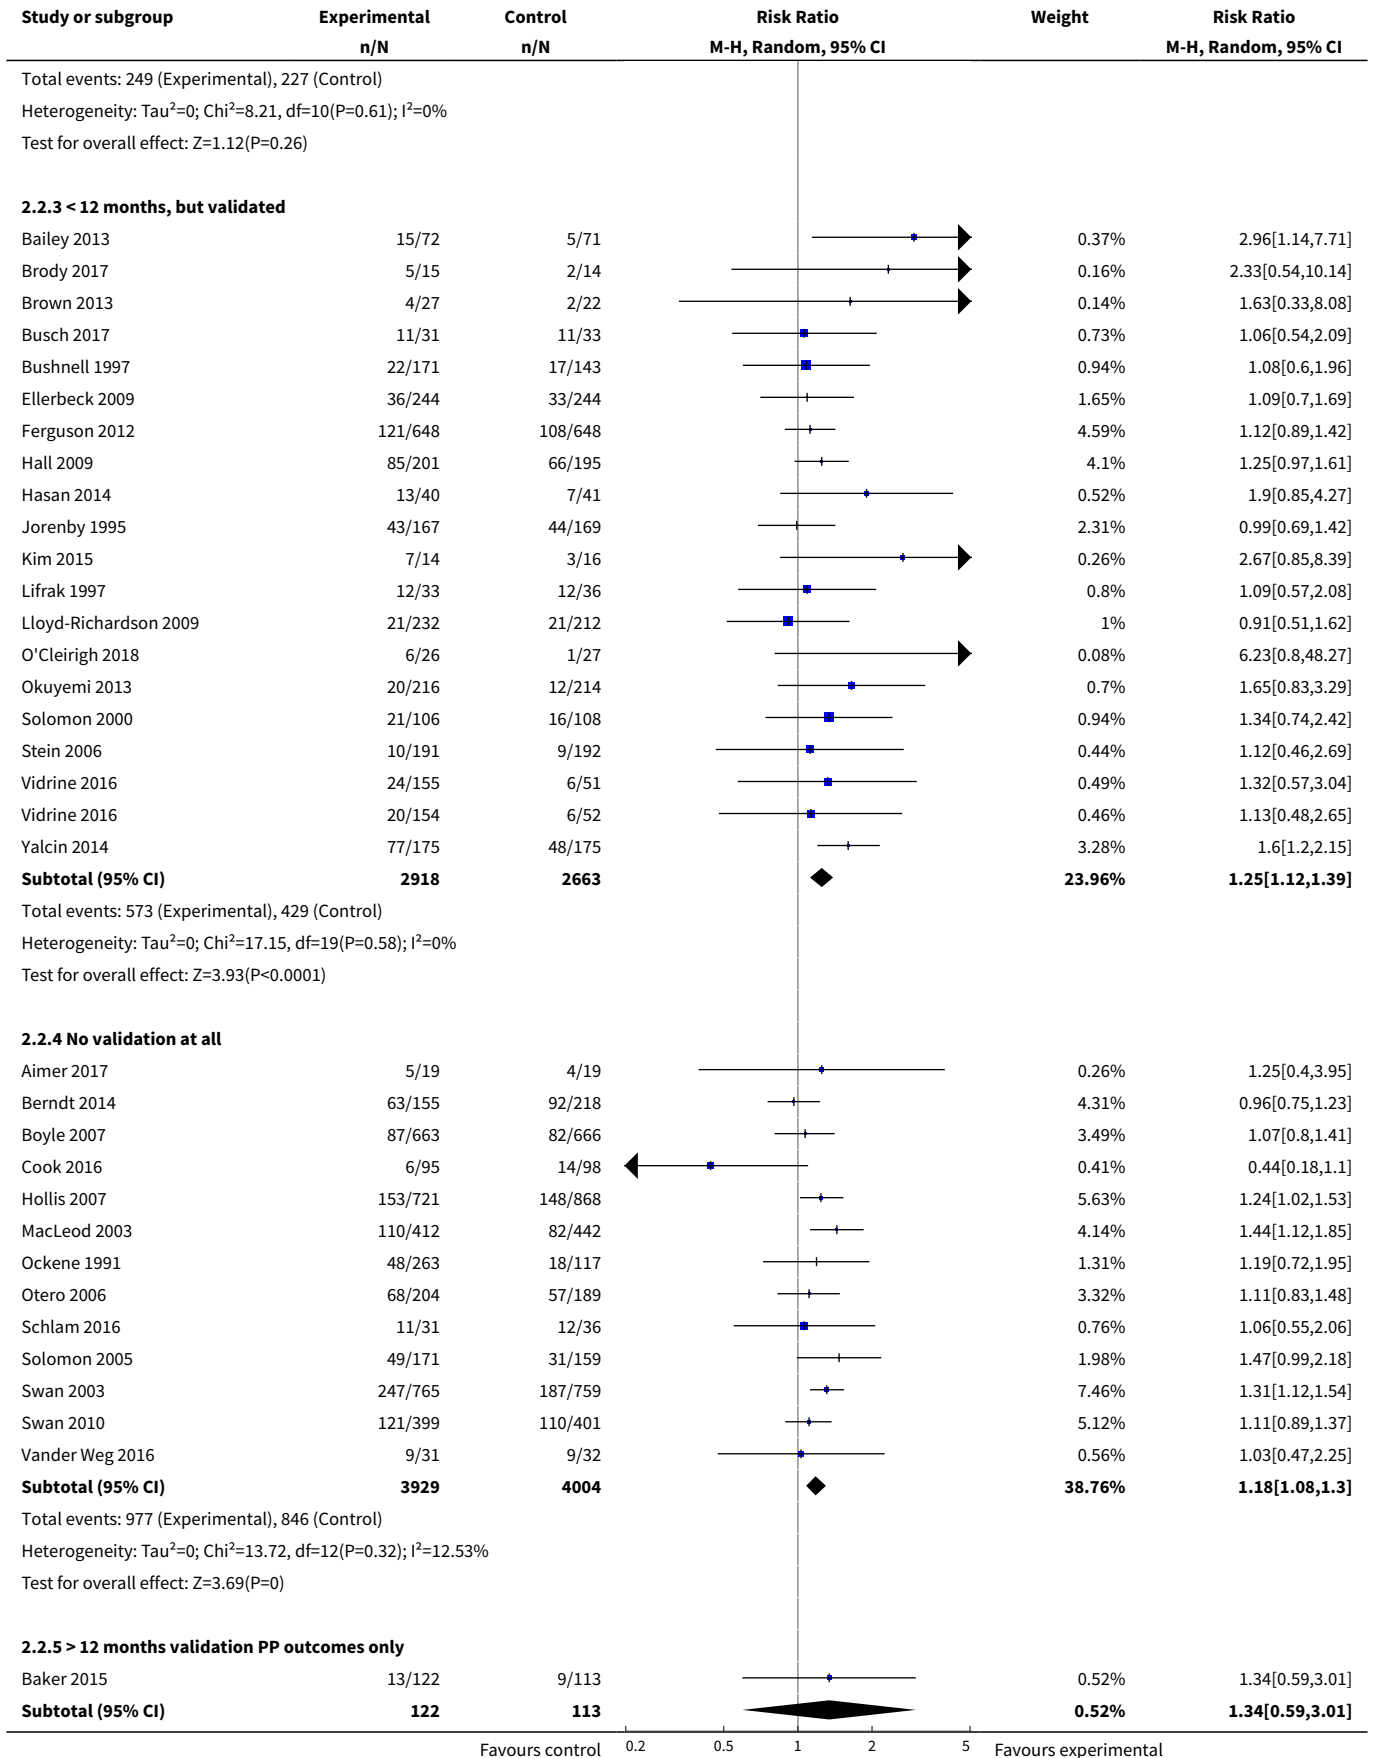 Study or subgroup Experimental Control Risk Ratio Weight Risk Ratio
n/N n/N M-H, Random, 95% CI M-H, Random, 95% CI
Total events: 249 (Experimental), 227 (Control)
Heterogeneity: Tau²=0; Chi²=8.21, df=10(P=0.61); I²=0%
Test for overall effect: Z=1.12(P=0.26)
2.2.3 < 12 months, but validated
Bailey 2013 15/72 5/71 0.37% 2.96[1.14,7.71]
Brody 2017 5/15 2/14 0.16% 2.33[0.54,10.14]
Brown 2013 4/27 2/22 0.14% 1.63[0.33,8.08]
Busch 2017 11/31 11/33 0.73% 1.06[0.54,2.09]
Bushnell 1997 22/171 17/143 0.94% 1.08[0.6,1.96]
Ellerbeck 2009 36/244 33/244 1.65% 1.09[0.7,1.69]
Ferguson 2012 121/648 108/648 4.59% 1.12[0.89,1.42]
Hall 2009 85/201 66/195 4.1% 1.25[0.97,1.61]
Hasan 2014 13/40 7/41 0.52% 1.9[0.85,4.27]
Jorenby 1995 43/167 44/169 2.31% 0.99[0.69,1.42]
Kim 2015 7/14 3/16 0.26% 2.67[0.85,8.39]
Lifrak 1997 12/33 12/36 0.8% 1.09[0.57,2.08]
Lloyd-Richardson 2009 21/232 21/212 1% 0.91[0.51,1.62]
O'Cleirigh 2018 6/26 1/27 0.08% 6.23[0.8,48.27]
Okuyemi 2013 20/216 12/214 0.7% 1.65[0.83,3.29]
Solomon 2000 21/106 16/108 0.94% 1.34[0.74,2.42]
Stein 2006 10/191 9/192 0.44% 1.12[0.46,2.69]
Vidrine 2016 24/155 6/51 0.49% 1.32[0.57,3.04]
Vidrine 2016 20/154 6/52 0.46% 1.13[0.48,2.65]
Yalcin 2014 77/175 48/175 3.28% 1.6[1.2,2.15]
Subtotal (95% CI) 2918 2663 23.96% 1.25[1.12,1.39]
Total events: 573 (Experimental), 429 (Control)
Heterogeneity: Tau²=0; Chi²=17.15, df=19(P=0.58); I²=0%
Test for overall effect: Z=3.93(P<0.0001)
2.2.4 No validation at all
Aimer 2017 5/19 4/19 0.26% 1.25[0.4,3.95]
Berndt 2014 63/155 92/218 4.31% 0.96[0.75,1.23]
Boyle 2007 87/663 82/666 3.49% 1.07[0.8,1.41]
Cook 2016 6/95 14/98 0.41% 0.44[0.18,1.1]
Hollis 2007 153/721 148/868 5.63% 1.24[1.02,1.53]
MacLeod 2003 110/412 82/442 4.14% 1.44[1.12,1.85]
Ockene 1991 48/263 18/117 1.31% 1.19[0.72,1.95]
Otero 2006 68/204 57/189 3.32% 1.11[0.83,1.48]
Schlam 2016 11/31 12/36 0.76% 1.06[0.55,2.06]
Solomon 2005 49/171 31/159 1.98% 1.47[0.99,2.18]
Swan 2003 247/765 187/759 7.46% 1.31[1.12,1.54]
Swan 2010 121/399 110/401 5.12% 1.11[0.89,1.37]
Vander Weg 2016 9/31 9/32 0.56% 1.03[0.47,2.25]
Subtotal (95% CI) 3929 4004 38.76% 1.18[1.08,1.3]
Total events: 977 (Experimental), 846 (Control)
Heterogeneity: Tau²=0; Chi²=13.72, df=12(P=0.32); I²=12.53%
Test for overall effect: Z=3.69(P=0)
2.2.5 > 12 months validation PP outcomes only
Baker 2015 13/122 9/113 0.52% 1.34[0.59,3.01]
Subtotal (95% CI) 122 113 0.52% 1.34[0.59,3.01]
Favours control 0.2 0.5 1 2 5 Favours experimental